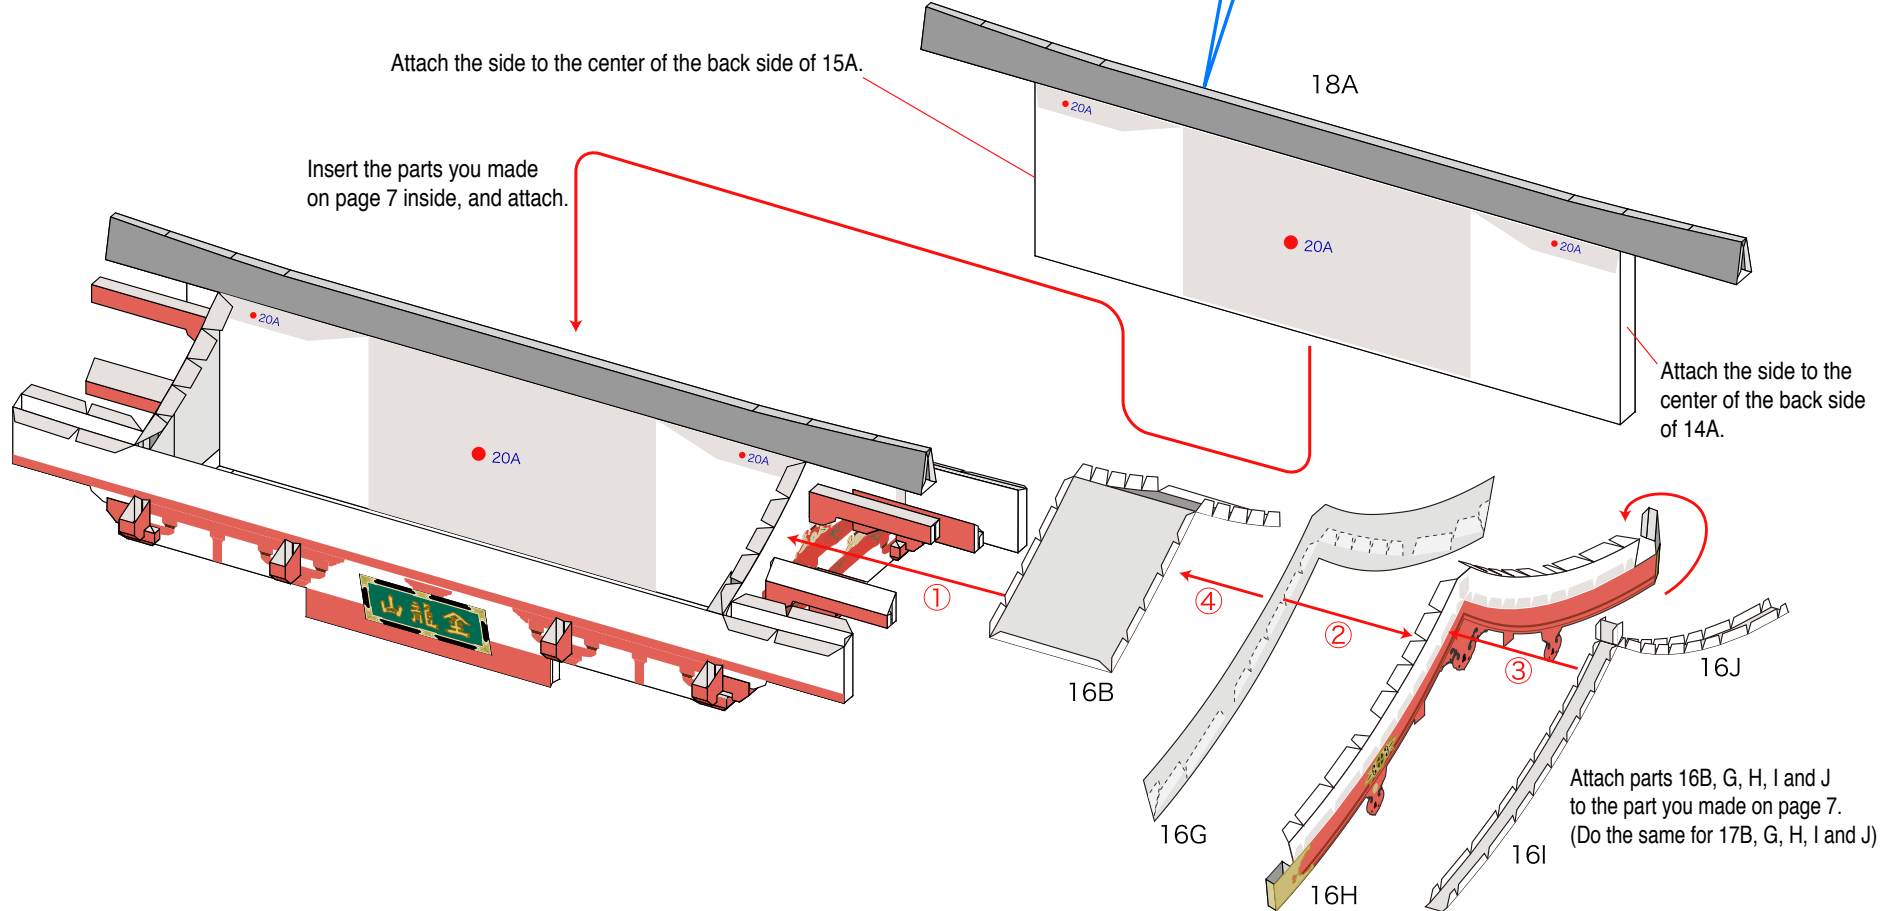 Attach the side to the center of the back side of 15A.
18A
20A
Insert the parts you made
on page 7 inside, and attach.
20A
20A
20A
Attach the side to the
center of the back side
of 14A.
20A
20A
山龍金
①
④
②
③
16B
16J
16G
16I
16H
Attach parts 16B, G, H, I and J
to the part you made on page 7.
(Do the same for 17B, G, H, I and J)